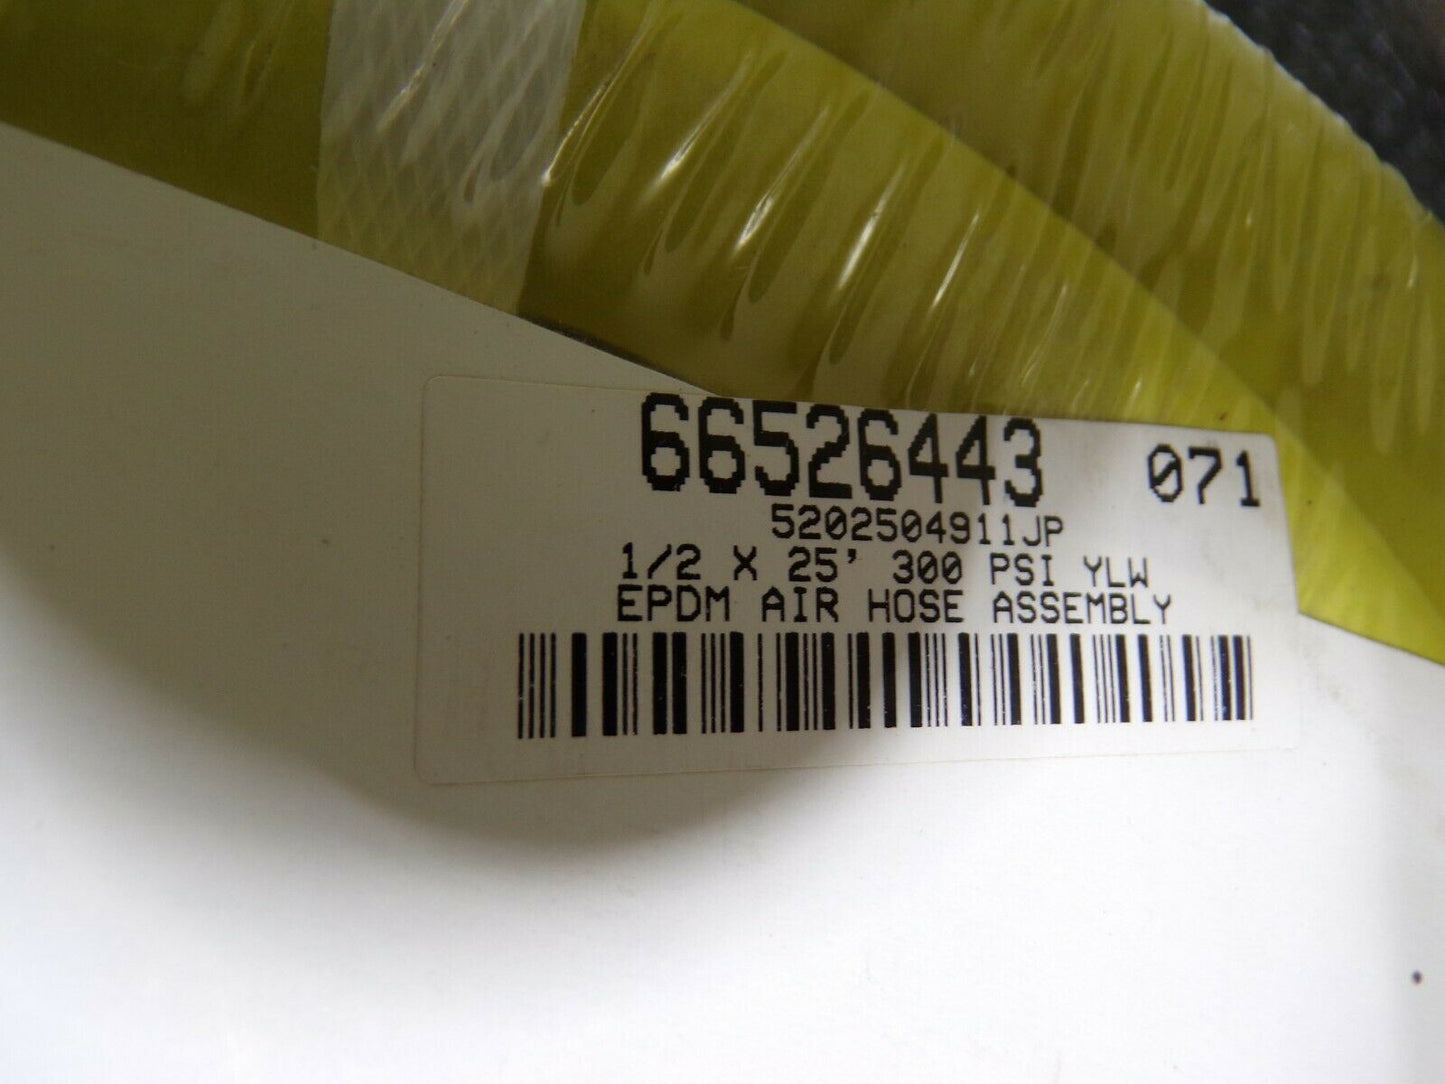 66526443 071
5202504911JP
1/2 X 25' 300 PSI YLW
EPDM AIR HOSE ASSEMBLY